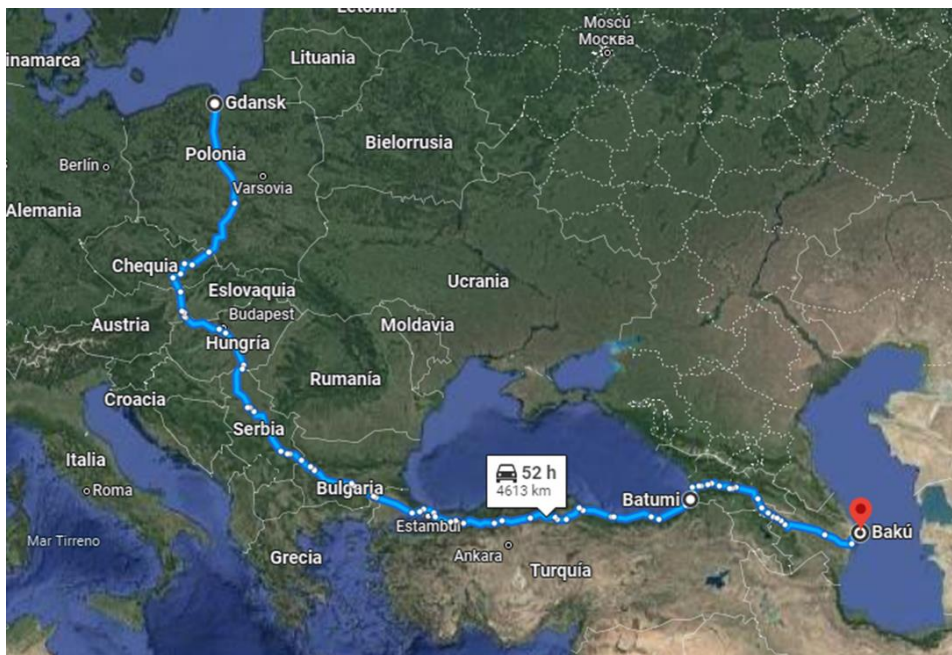 Moscú
Москва
Lituania
inamarca
Gdansk
Bielorrusia
Polonia
Berlín
Varsovia
Alemania
Chequia
Ucrania
Eslovaquia
Budapest
Austria
Moldavia
Hungría
Rumanía
Croacia
Serbia
Italia
52 h
4613 km
Bulgaria
Roma
Batumi
Estambul
Bakú
Mar Tirreno
Grecia
Ankara
Turquía